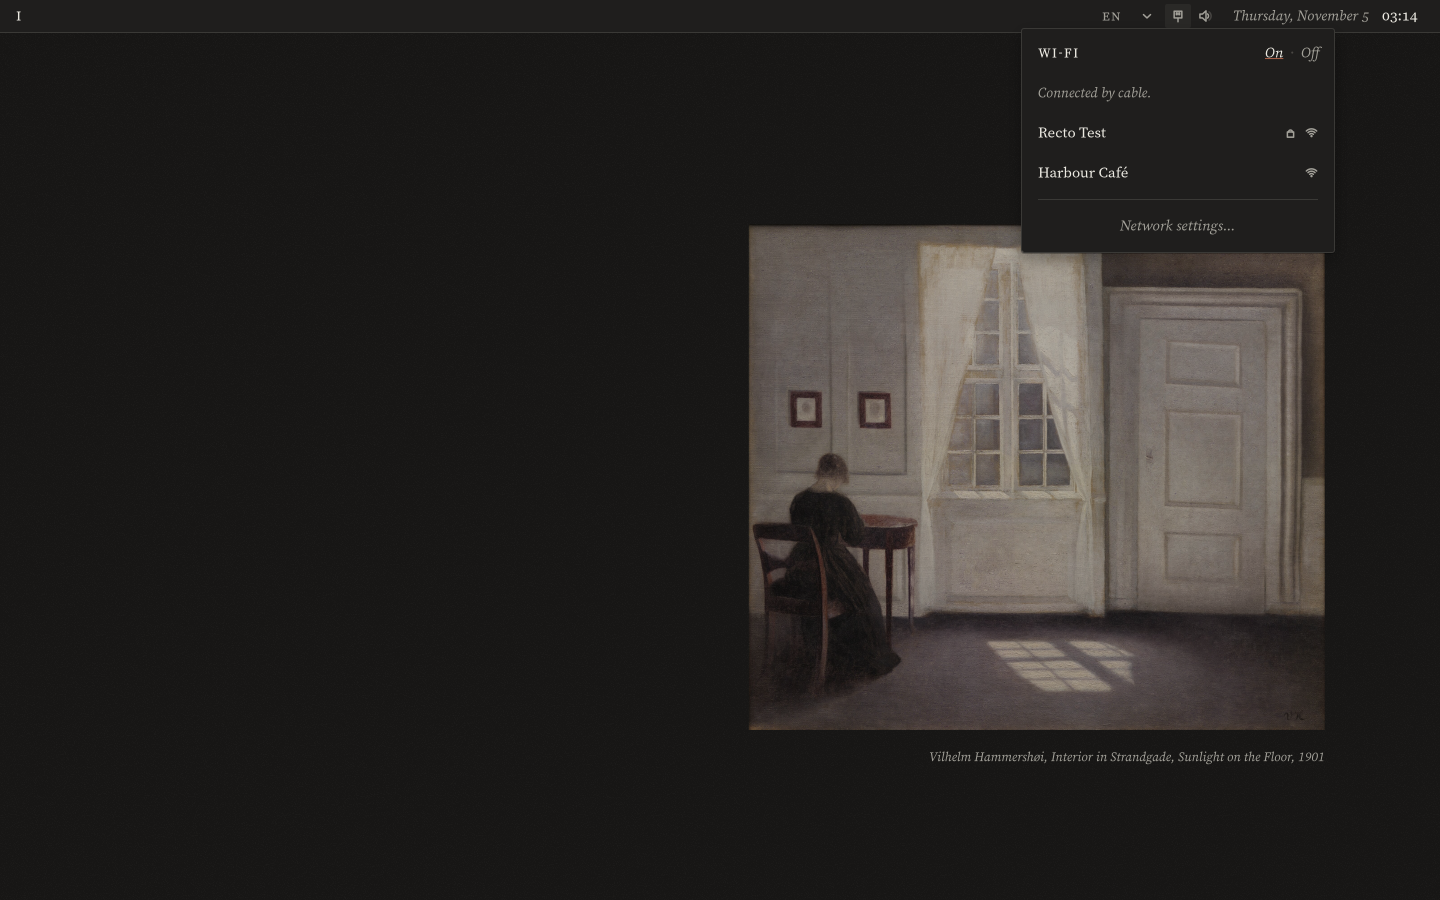 I
EN
Thursday, November 5 03:14
WI-FI
On · Off
Connected by cable.
Recto Test
Harbour Café
Network settings...
Vilhelm Hammershøi, Interior in Strandgade, Sunlight on the Floor, 1901